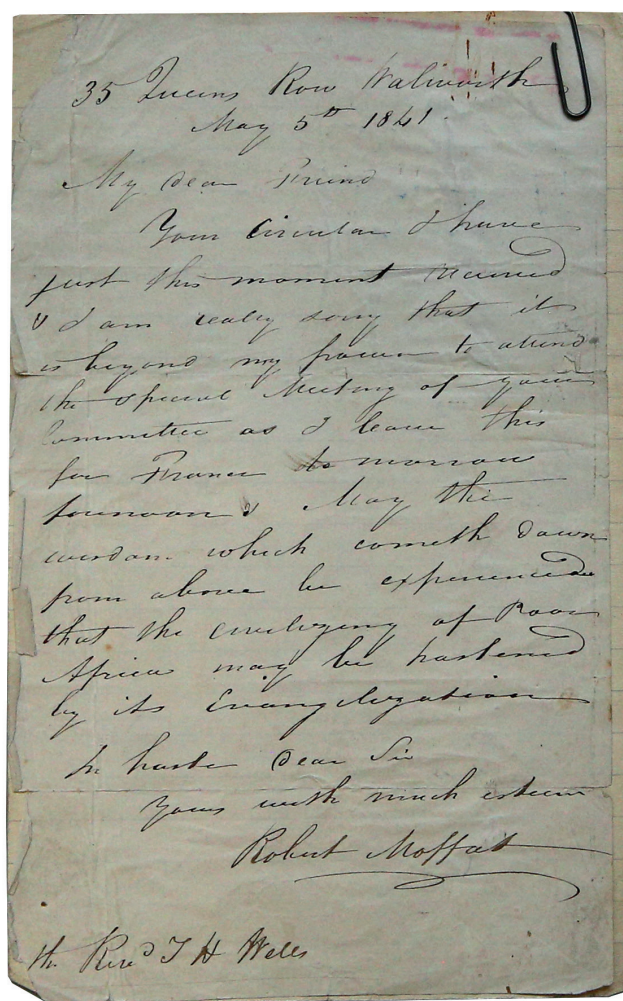 35 Queens Row Walworth
May 5th 1841
My dear Friend
Your Circular I have
just this moment received
& I am really sorry that it
is beyond my power to attend
the special Meeting of your
Committee as I leave this
for France to morrow
forenoon & May the
wisdom which cometh down
from above be experienced
that the civilizing of Poor
Africa may be hastened
by its Evangelization
In haste dear Sir
Yours with much esteem
Robert Moffat
the Revd T H Wells